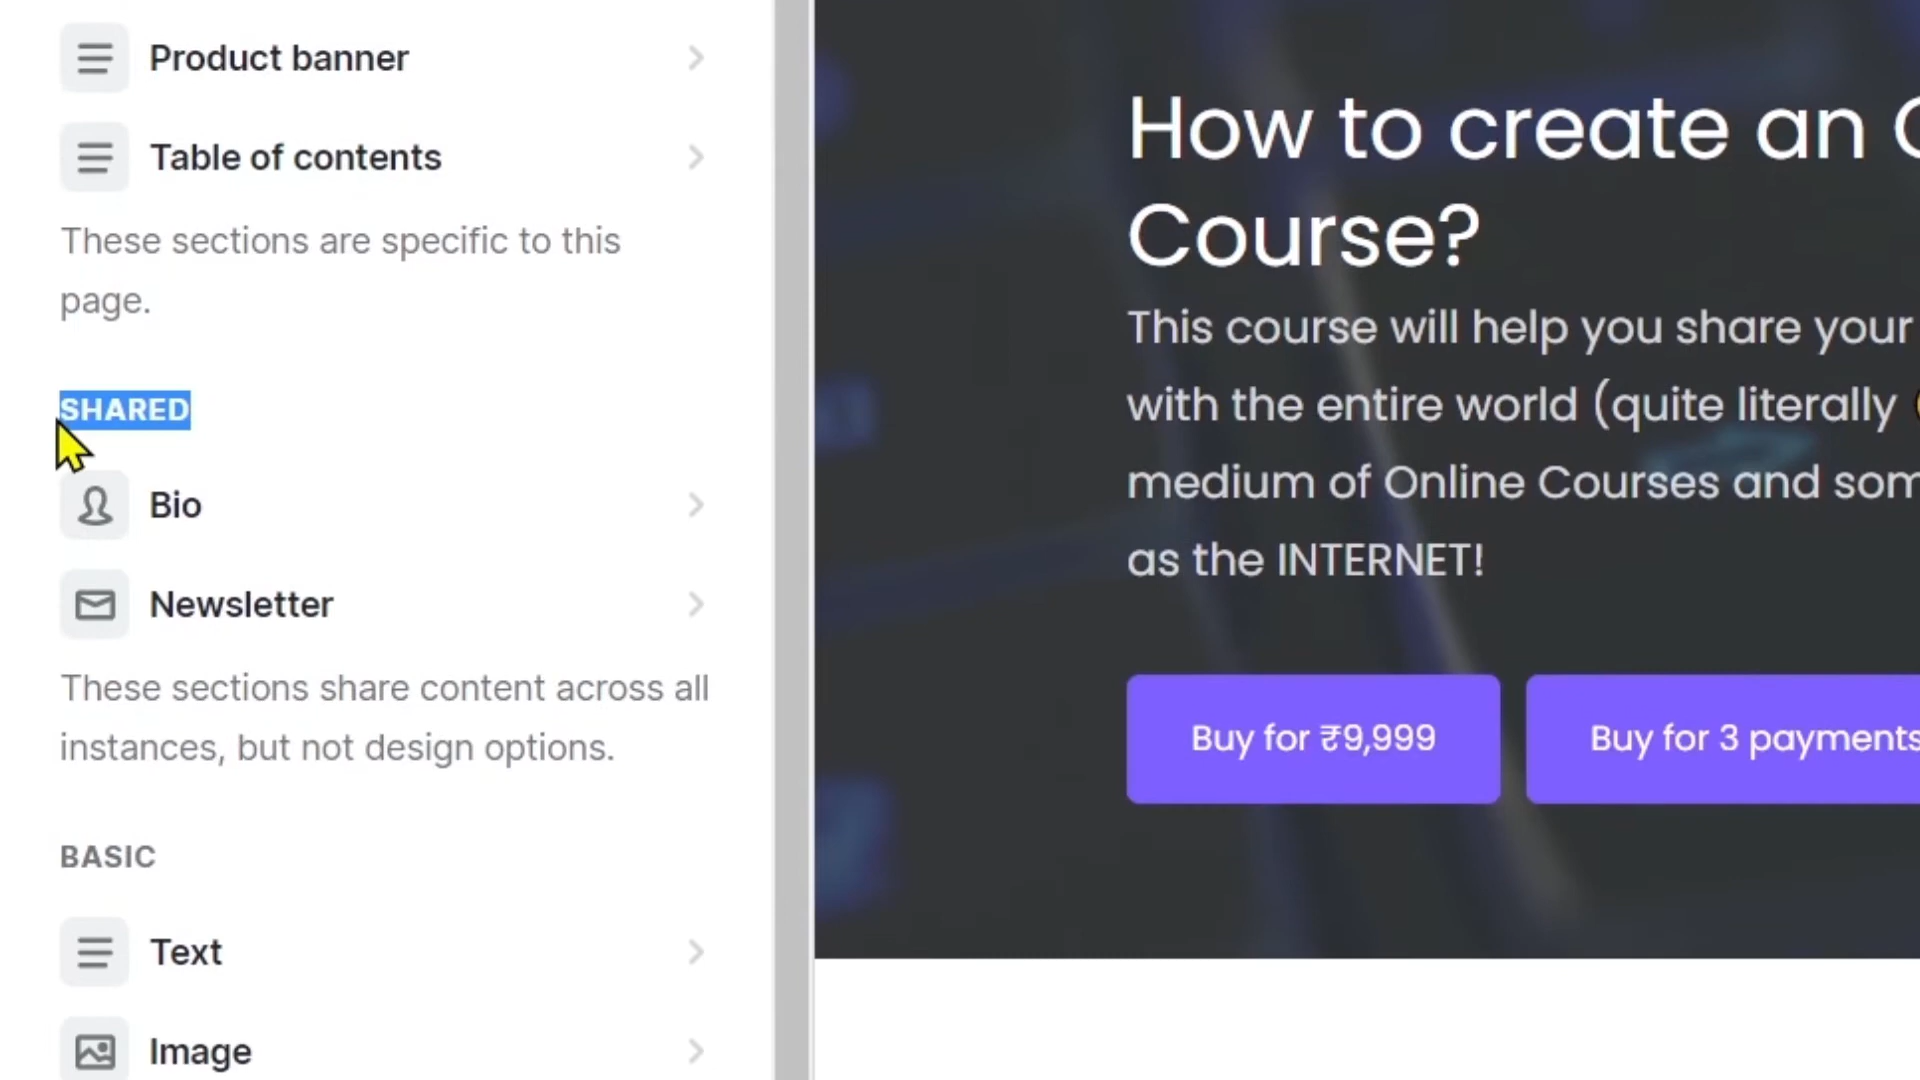 Product banner
Table of contents
These sections are specific to this
page.
SHARED
Bio
Newsletter
These sections share content across all
instances, but not design options.
BASIC
Text
Image
How to create an
Course?
This course will help you share your
with the entire world (quite literally
medium of Online Courses and som
as the INTERNET!
Buy for ₹9,999
Buy for 3 payments